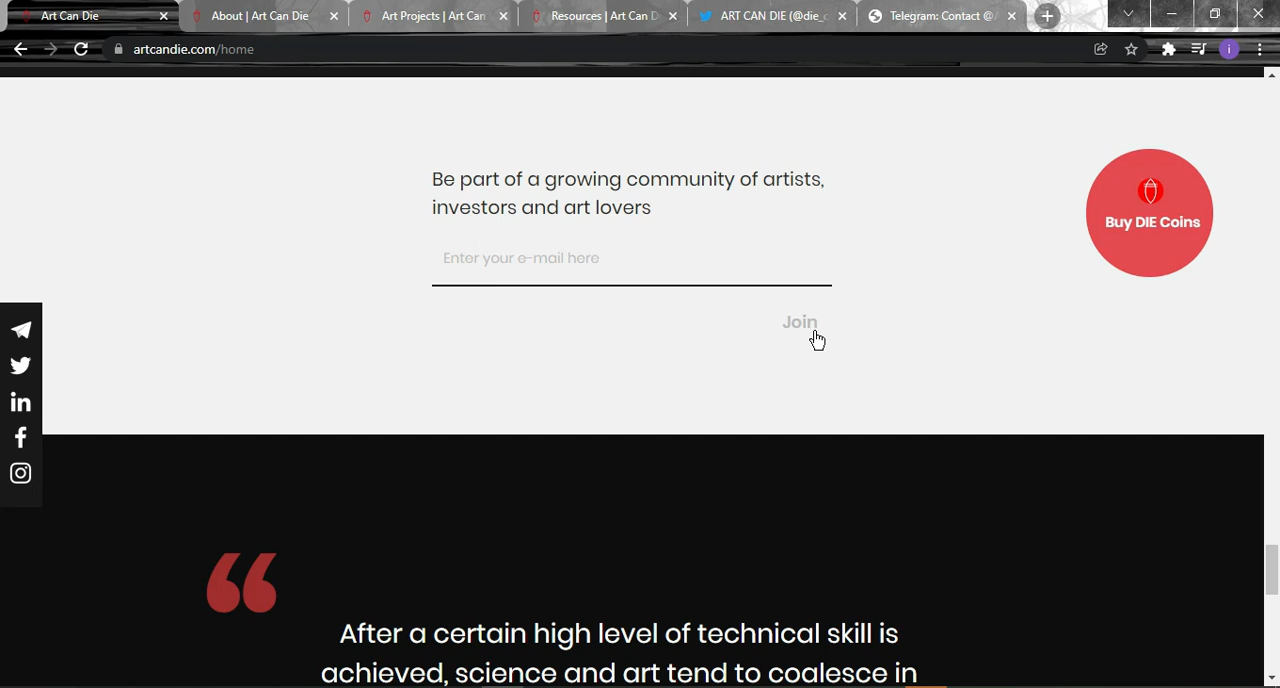 Art Can Die
About | Art Can Die
Art Projects | Art Can
Resources | Art Can D
ART CAN DIE (@die_c
Telegram: Contact @
artcandie.com/home
i
Be part of a growing community of artists,
investors and art lovers
Enter your e-mail here
Join
Buy DIE Coins
in
f
“
After a certain high level of technical skill is
achieved, science and art tend to coalesce in